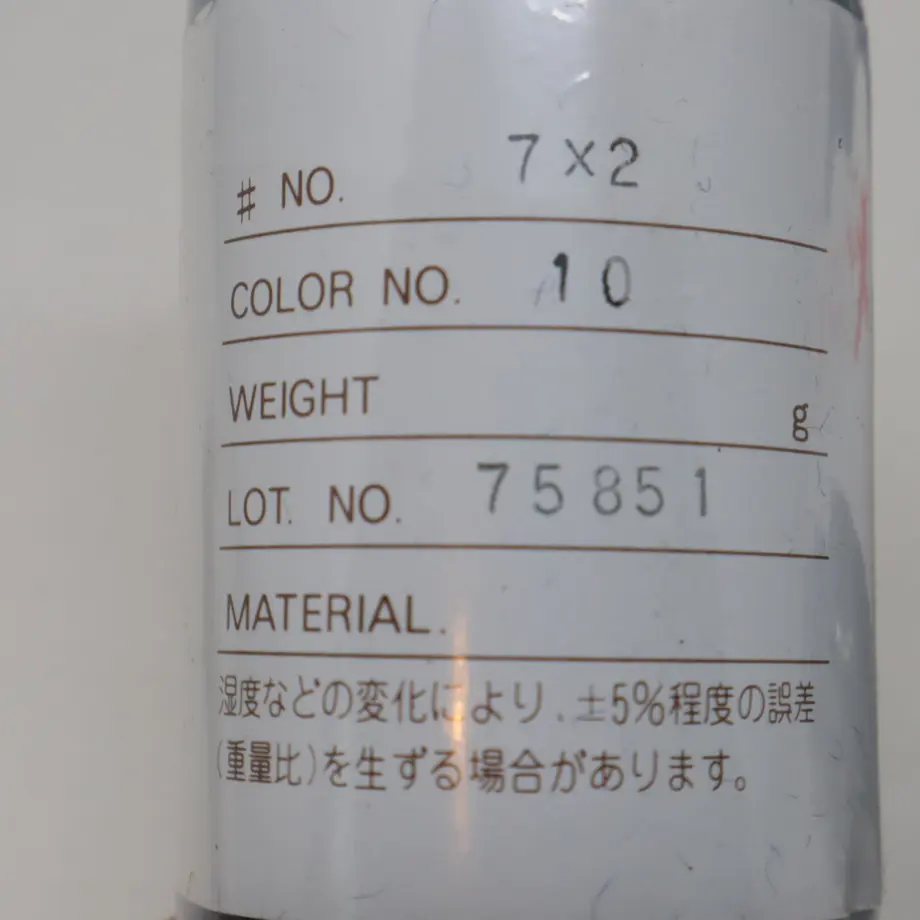 # NO. 7×2
COLOR NO. 10
WEIGHT g
LOT. NO. 75851
MATERIAL.
湿度などの変化により、±5%程度の誤差
(重量比)を生ずる場合があります。